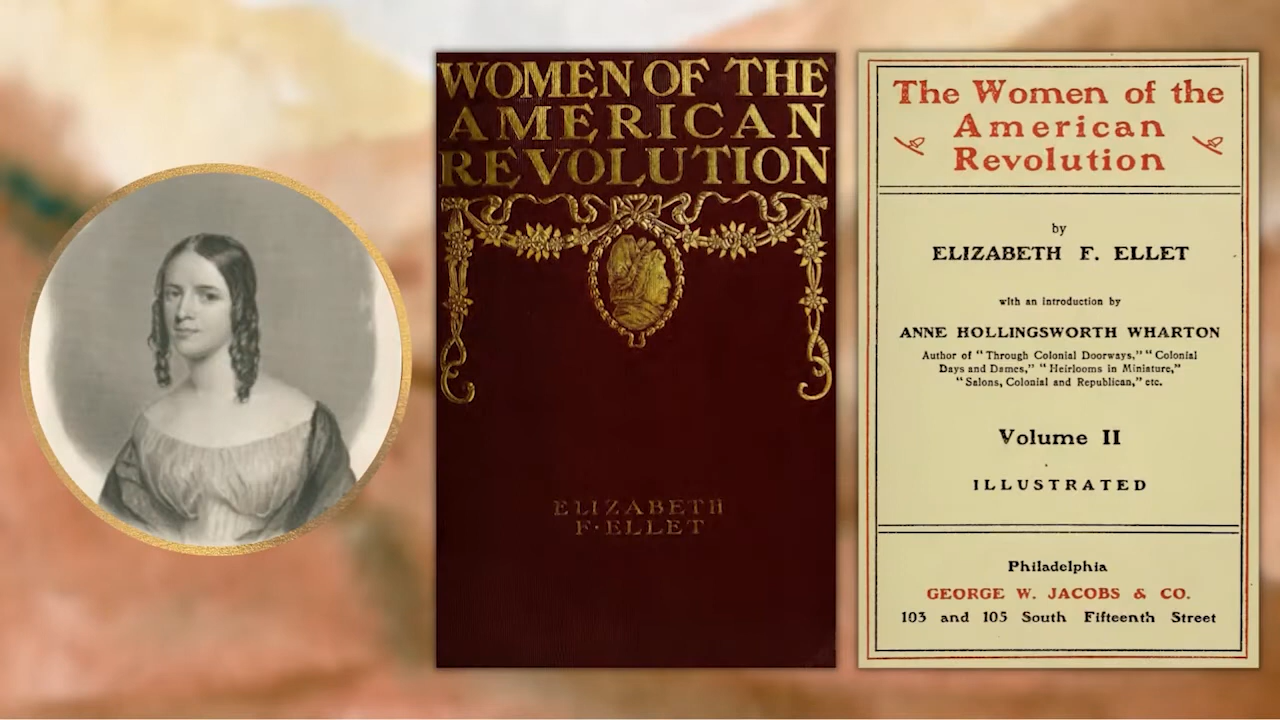 WOMEN OF THE
AMERICAN
REVOLUTION
ELIZABETH
F·ELLET
The Women of the
American
Revolution
by
ELIZABETH F. ELLET
with an introduction by
ANNE HOLLINGSWORTH WHARTON
Author of “Through Colonial Doorways,” “Colonial
Days and Dames,” “Heirlooms in Miniature,”
“Salons, Colonial and Republican,” etc.
Volume II
ILLUSTRATED
Philadelphia
GEORGE W. JACOBS & CO.
103 and 105 South Fifteenth Street